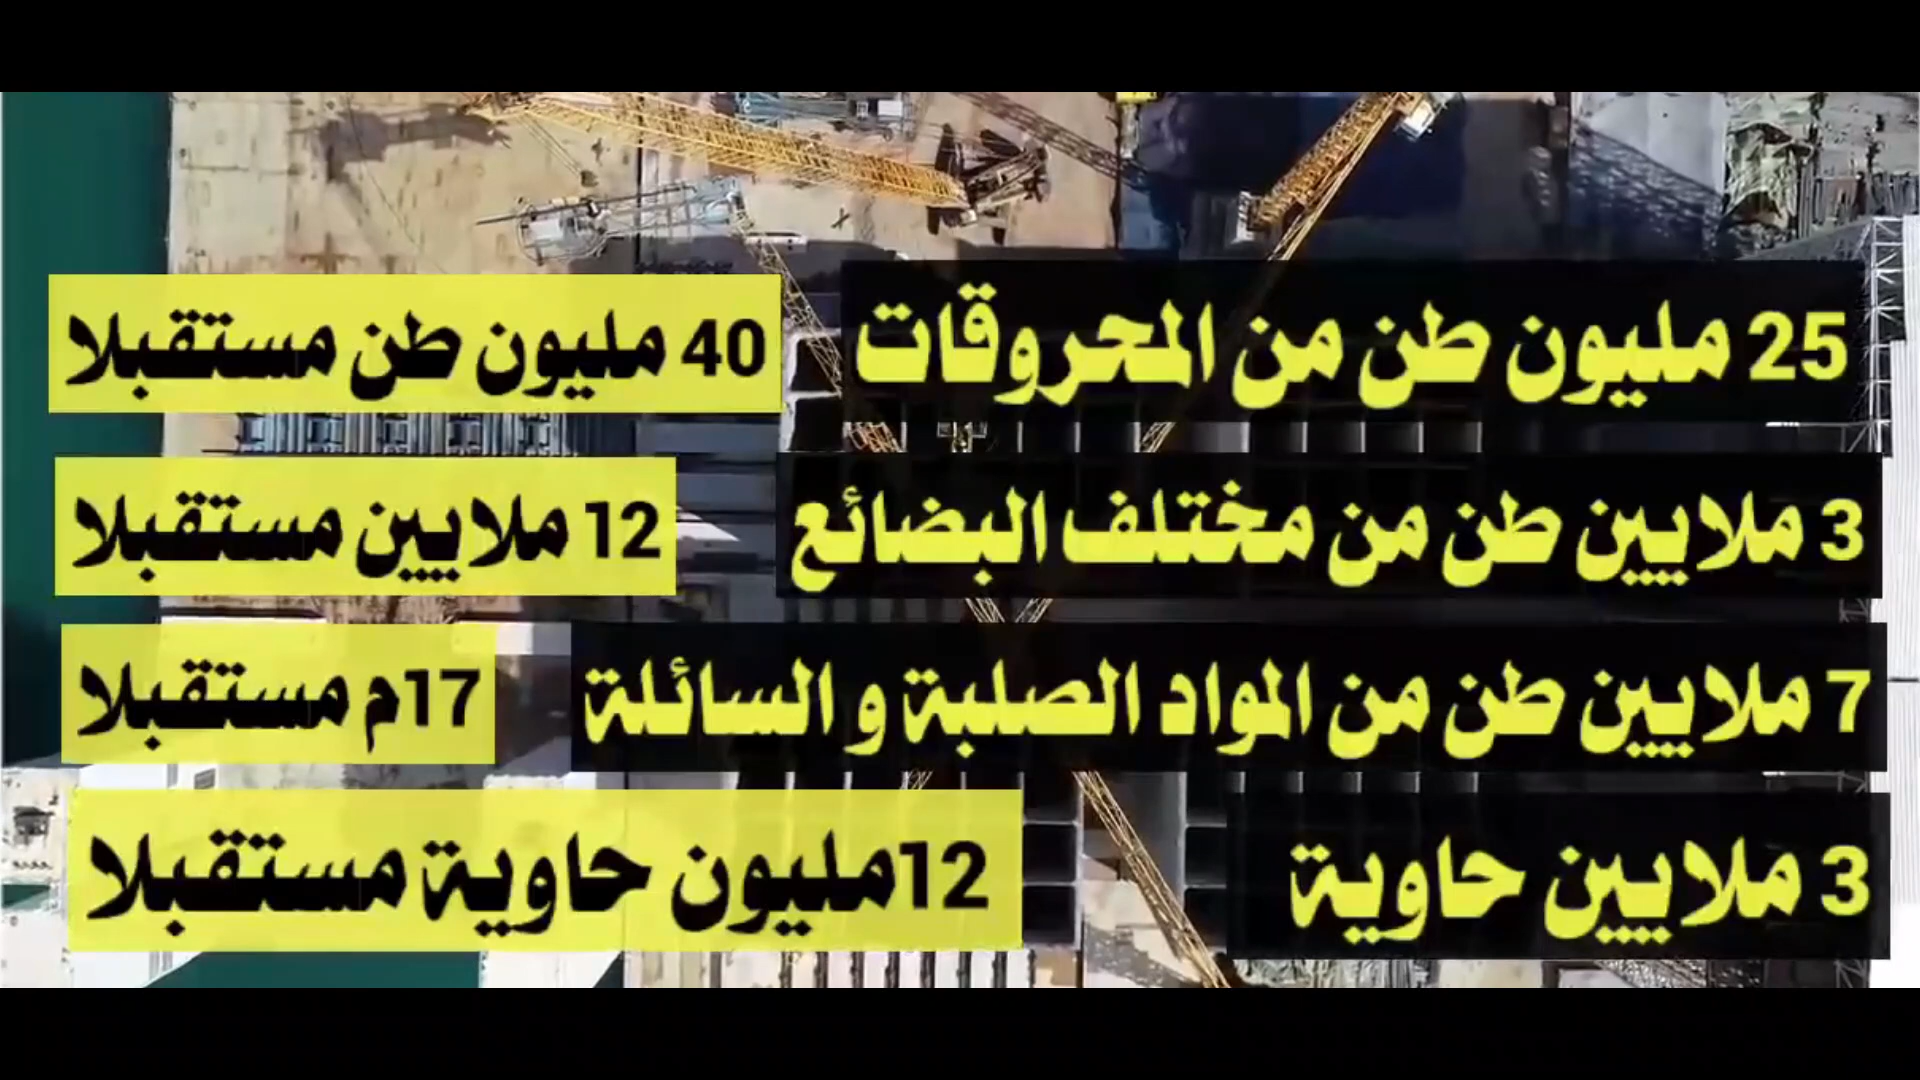 25 مليون طن من المحروقات
40 مليون طن مستقبلا
3 ملايين طن من مختلف البضائع
12 ملايين مستقبلا
7 ملايين طن من المواد الصلبة و السائلة
17م مستقبلا
3 ملايين حاوية
12مليون حاوية مستقبلا